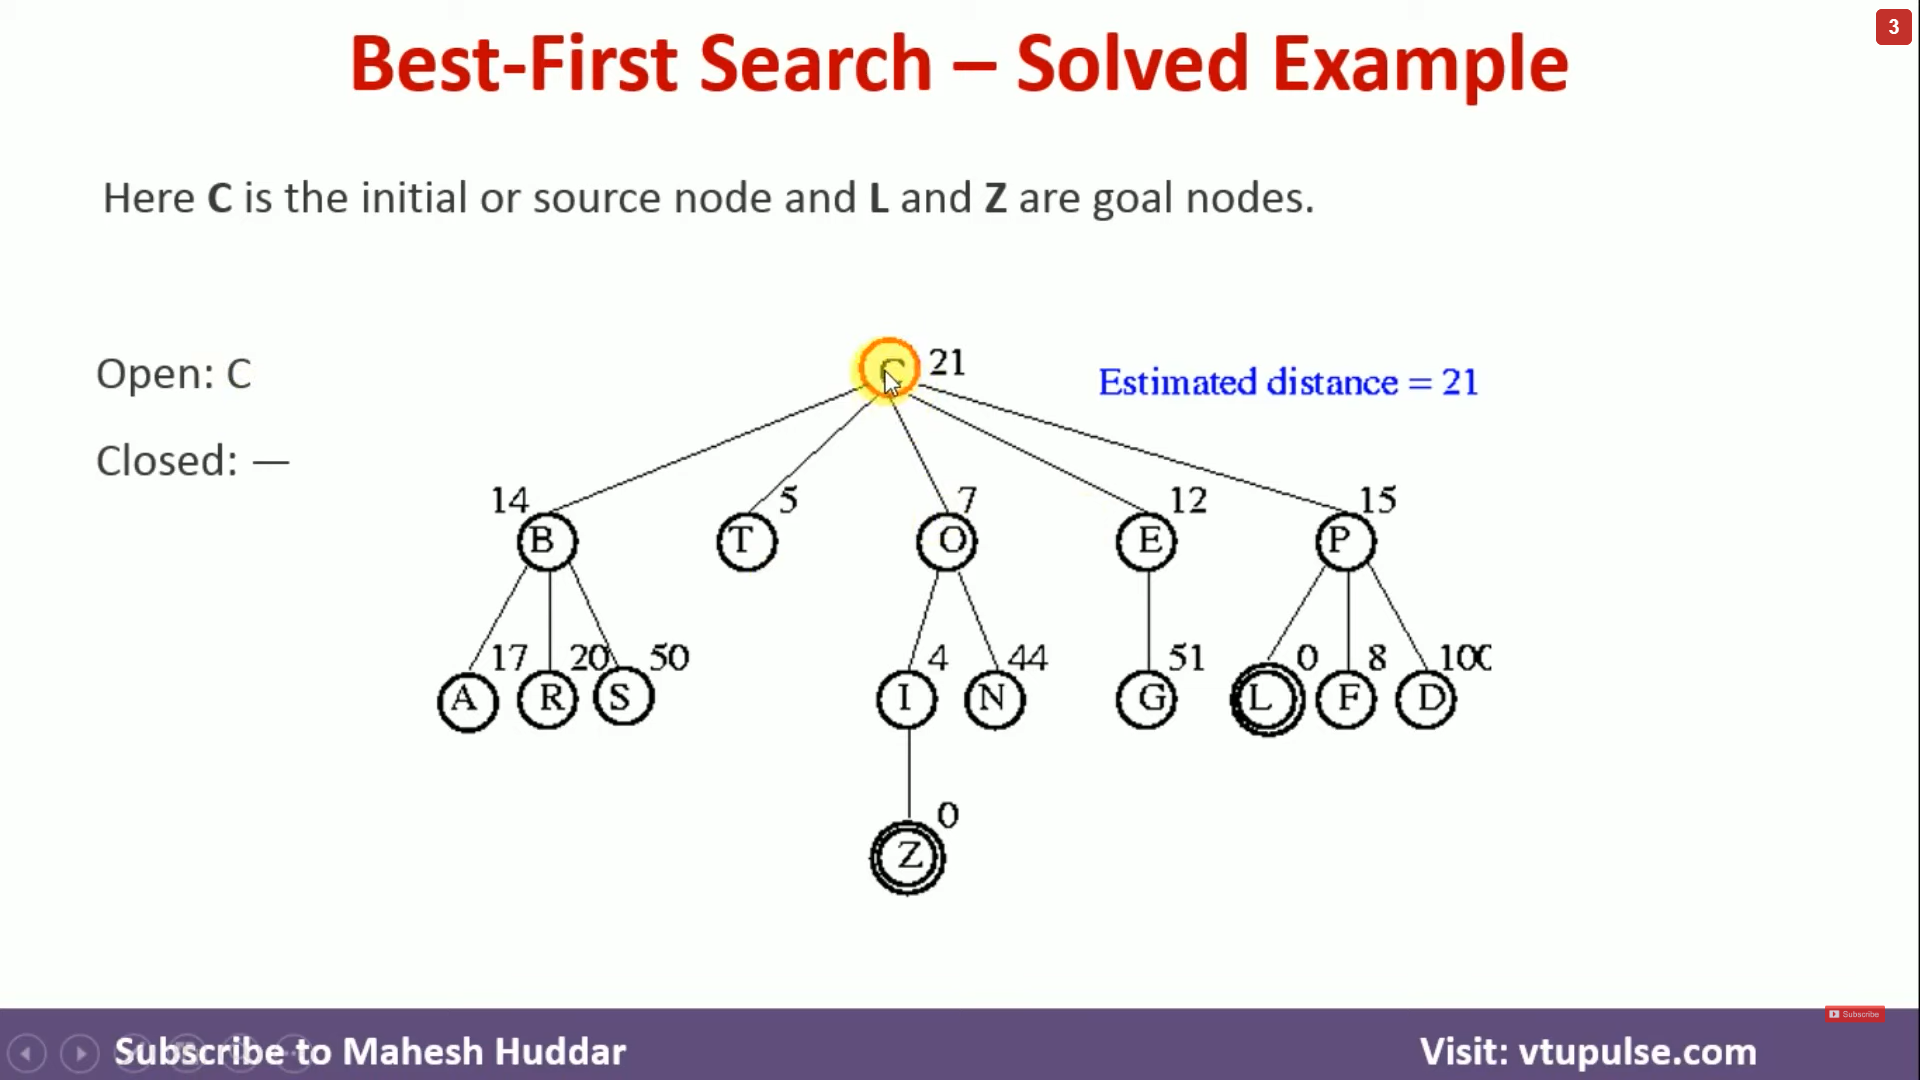 3
Best-First Search – Solved Example
Here C is the initial or source node and L and Z are goal nodes.
Open: C
Closed: —
C 21
Estimated distance = 21
14 5 7 12 15
B T O E P
17 20 50 4 44 51 0 8 100
A R S I N G L F D
0
Z
Subscribe
Subscribe to Mahesh Huddar
Visit: vtupulse.com